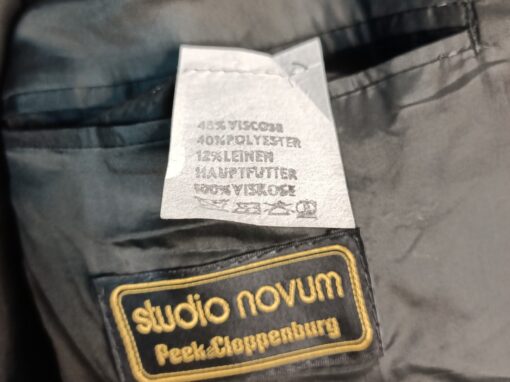 48% VISCOSE
40% POLYESTER
12% LEINEN
HAUPTFUTTER
100% VISKOSE
studio novum
Peek&Cloppenburg